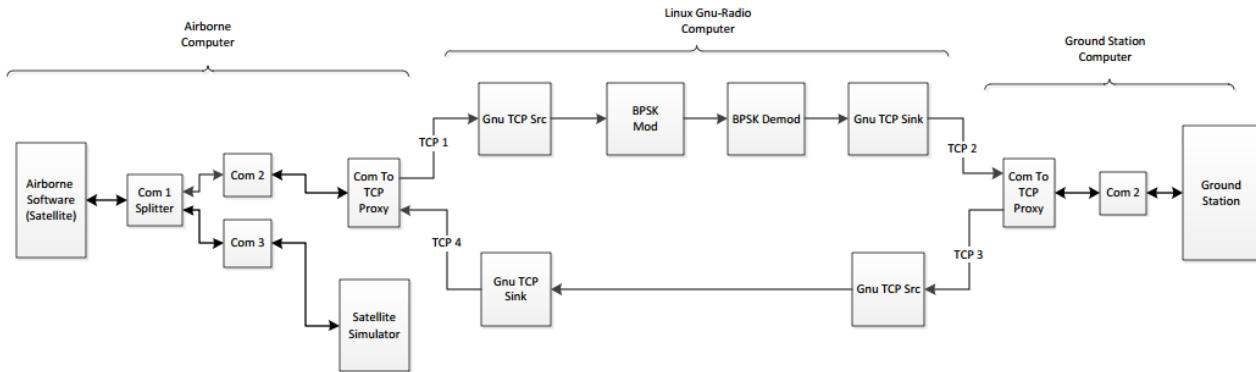 Airborne
Computer
Linux Gnu-Radio
Computer
Ground Station
Computer
Gnu TCP Src
BPSK
Mod
BPSK Demod
Gnu TCP Sink
TCP 1
TCP 2
Airborne
Software
(Satellite)
Com 1
Splitter
Com 2
Com To
TCP
Proxy
Com 3
Satellite
Simulator
TCP 4
Gnu TCP
Sink
Gnu TCP Src
TCP 3
Com To
TCP
Proxy
Com 2
Ground
Station